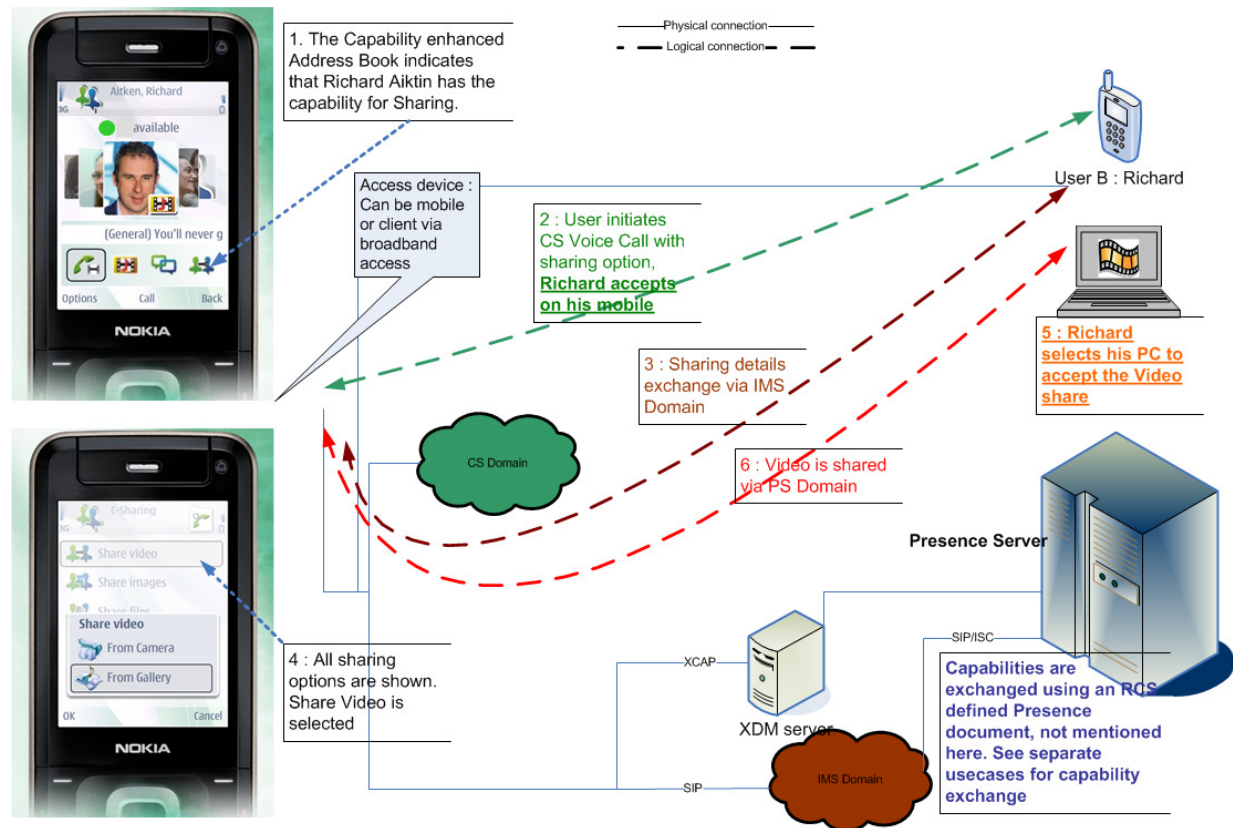 1. The Capability enhanced
Address Book indicates
that Richard Aiktin has the
capability for Sharing.
Physical connection
Logical connection
3G
Aitken, Richard
available
(General) You'll never g
Options
Call
Back
NOKIA
Access device :
Can be mobile
or client via
broadband
access
2 : User initiates
CS Voice Call with
sharing option,
Richard accepts
on his mobile
User B : Richard
3 : Sharing details
exchange via IMS
Domain
5 : Richard
selects his PC to
accept the Video
share
CS Domain
6 : Video is shared
via PS Domain
3G
C-Sharing
Share video
Share images
Share files
Share video
From Camera
From Gallery
OK
Cancel
NOKIA
4 : All sharing
options are shown.
Share Video is
selected
Presence Server
XCAP
XDM server
SIP/ISC
SIP
IMS Domain
Capabilities are
exchanged using an RCS
defined Presence
document, not mentioned
here. See separate
usecases for capability
exchange